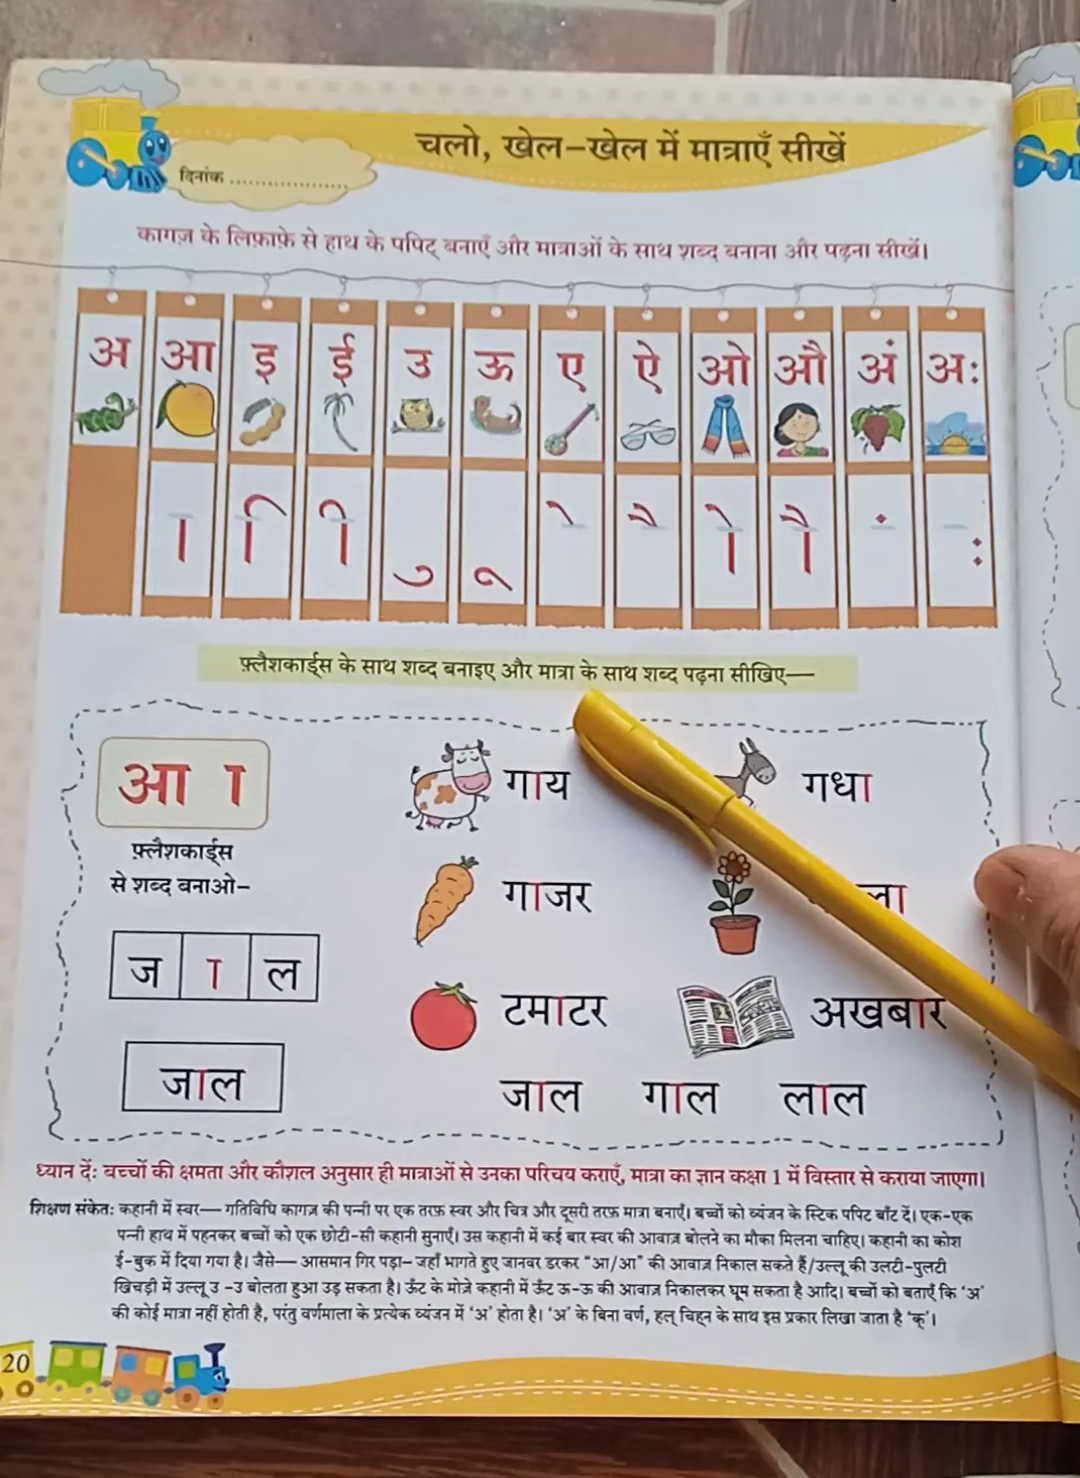 चलो, खेल-खेल में मात्राएँ सीखें
दिनांक ....................
कागज़ के लिफ़ाफ़े से हाथ के पपिट् बनाएँ और मात्राओं के साथ शब्द बनाना और पढ़ना सीखें।
अ आ इ ई उ ऊ ए ऐ ओ औ अं अः
ा ि ी ु ू े ै ो ौ ं ः
फ़्लैशकार्ड्स के साथ शब्द बनाइए और मात्रा के साथ शब्द पढ़ना सीखिए—
आ ा
गाय गधा
फ़्लैशकार्ड्स
से शब्द बनाओ-
गाजर ला
ज ा ल
टमाटर अखबार
जाल
जाल गाल लाल
ध्यान दें: बच्चों की क्षमता और कौशल अनुसार ही मात्राओं से उनका परिचय कराएँ, मात्रा का ज्ञान कक्षा 1 में विस्तार से कराया जाएगा।
शिक्षण संकेत: कहानी में स्वर— गतिविधि कागज़ की पन्नी पर एक तरफ़ स्वर और चित्र और दूसरी तरफ़ मात्रा बनाएँ। बच्चों को व्यंजन के स्टिक पपिट बाँट दें। एक-एक
पन्नी हाथ में पहनकर बच्चों को एक छोटी-सी कहानी सुनाएँ। उस कहानी में कई बार स्वर की आवाज़ बोलने का मौका मिलना चाहिए। कहानी का कोश
ई-बुक में दिया गया है। जैसे— आसमान गिर पड़ा— जहाँ भागते हुए जानवर डरकर "आ/आ" की आवाज़ निकाल सकते हैं/उल्लू की उलटी-पुलटी
खिचड़ी में उल्लू उ -उ बोलता हुआ उड़ सकता है। ऊँट के मोज़े कहानी में ऊँट ऊ-ऊ की आवाज़ निकालकर घूम सकता है आदि। बच्चों को बताएँ कि 'अ'
की कोई मात्रा नहीं होती है, परंतु वर्णमाला के प्रत्येक व्यंजन में 'अ' होता है। 'अ' के बिना वर्ण, हल् चिह्न के साथ इस प्रकार लिखा जाता है 'क्'।
20